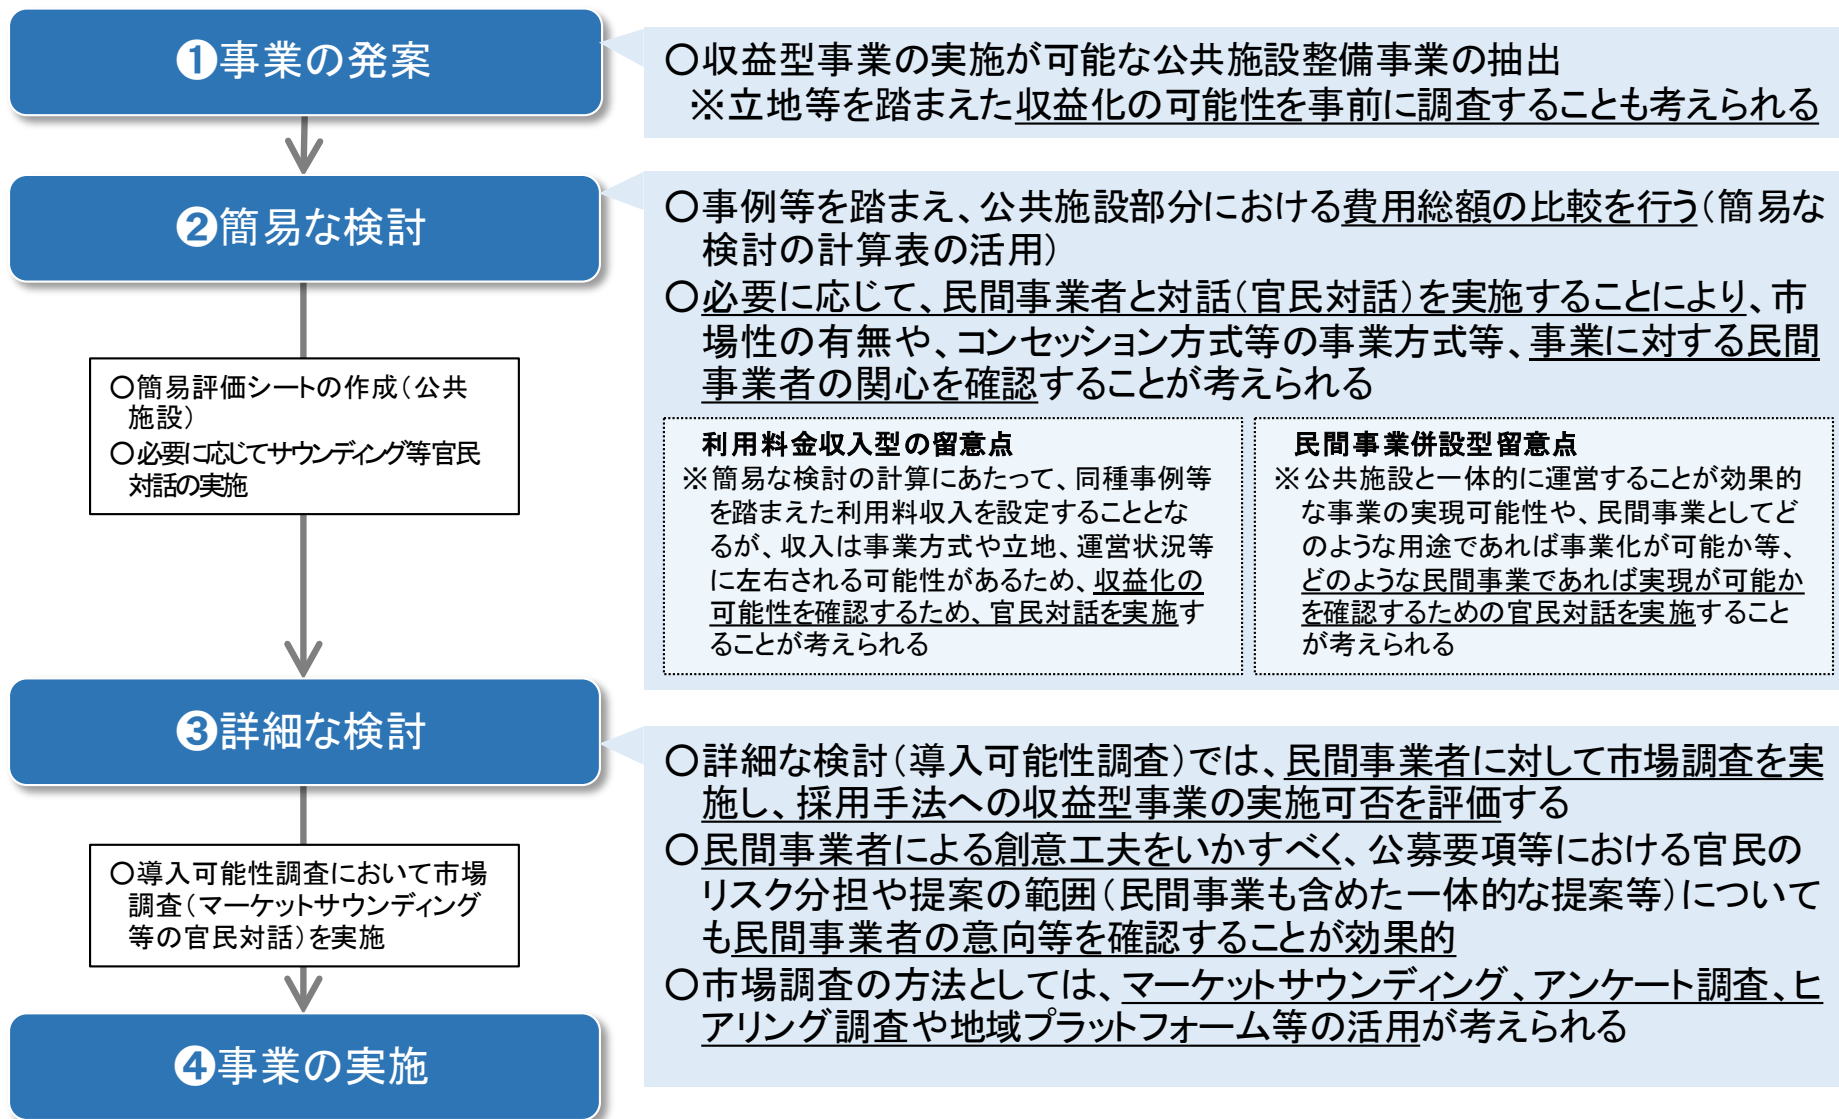 ❶事業の発案
〇収益型事業の実施が可能な公共施設整備事業の抽出
※立地等を踏まえた収益化の可能性を事前に調査することも考えられる
❷簡易な検討
〇事例等を踏まえ、公共施設部分における費用総額の比較を行う(簡易な
検討の計算表の活用)
〇必要に応じて、民間事業者と対話(官民対話)を実施することにより、市
場性の有無や、コンセッション方式等の事業方式等、事業に対する民間
事業者の関心を確認することが考えられる
〇簡易評価シートの作成(公共
施設)
〇必要に応じてサウンディング等官民
対話の実施
利用料金収入型の留意点
※簡易な検討の計算にあたって、同種事例等
を踏まえた利用料収入を設定することとな
るが、収入は事業方式や立地、運営状況等
に左右される可能性があるため、収益化の
可能性を確認するため、官民対話を実施す
ることが考えられる
民間事業併設型留意点
※公共施設と一体的に運営することが効果的
な事業の実現可能性や、民間事業としてど
のような用途であれば事業化が可能か等、
どのような民間事業であれば実現が可能か
を確認するための官民対話を実施すること
が考えられる
❸詳細な検討
〇詳細な検討(導入可能性調査)では、民間事業者に対して市場調査を実
施し、採用手法への収益型事業の実施可否を評価する
〇民間事業者による創意工夫をいかすべく、公募要項等における官民の
リスク分担や提案の範囲(民間事業も含めた一体的な提案等)について
も民間事業者の意向等を確認することが効果的
〇市場調査の方法としては、マーケットサウンディング、アンケート調査、ヒ
アリング調査や地域プラットフォーム等の活用が考えられる
〇導入可能性調査において市場
調査(マーケットサウンディング
等の官民対話)を実施
❹事業の実施